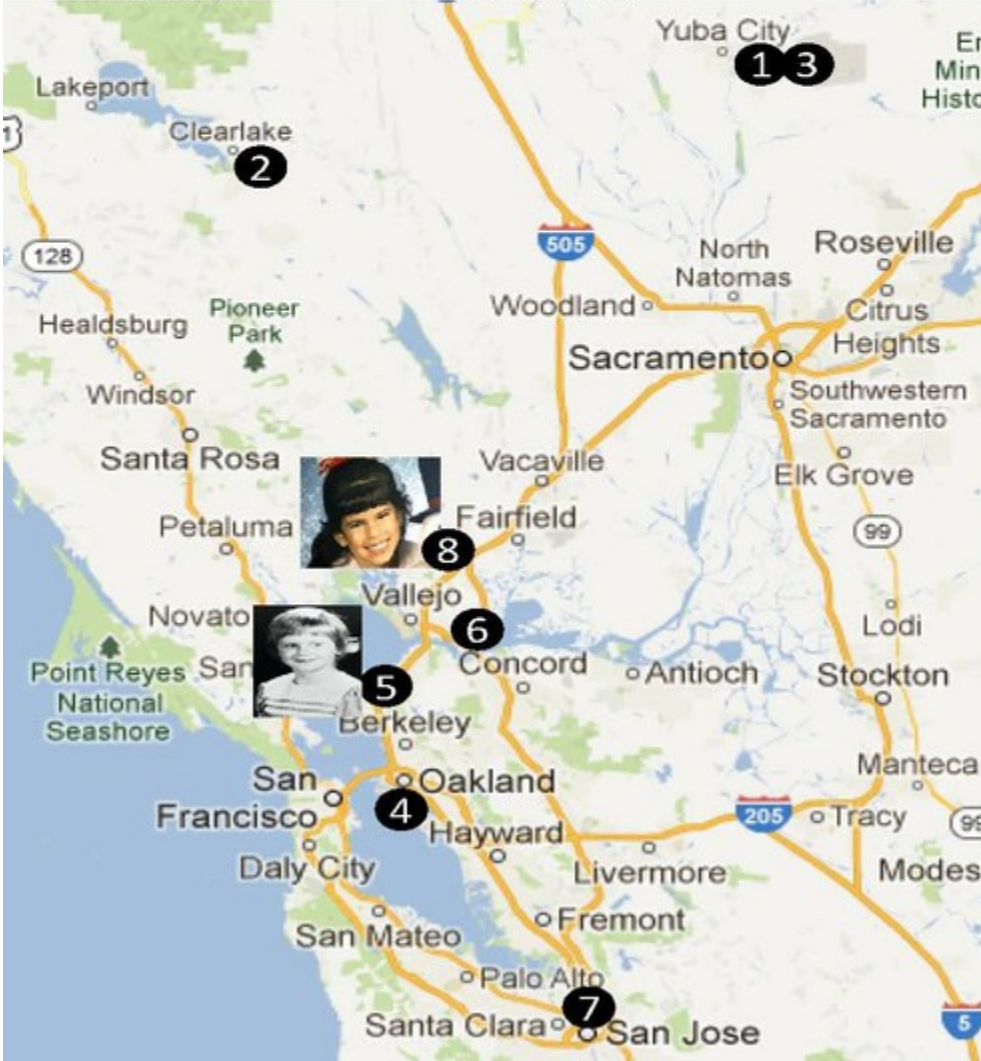 Yuba City
1 3
Lakeport
Clearlake
2
128
505
North
Natomas
Roseville
Woodland
Citrus
Heights
Pioneer
Park
Healdsburg
Sacramento
Windsor
Southwestern
Sacramento
Santa Rosa
Vacaville
Elk Grove
Petaluma
Fairfield
99
8
Vallejo
Novato
6
Lodi
Point Reyes
National
Seashore
San
Concord
Antioch
Stockton
5
Berkeley
San
Francisco
Oakland
4
Manteca
205
Tracy
99
Hayward
Daly City
Livermore
Modes
Fremont
San Mateo
Palo Alto
7
Santa Clara
San Jose
5